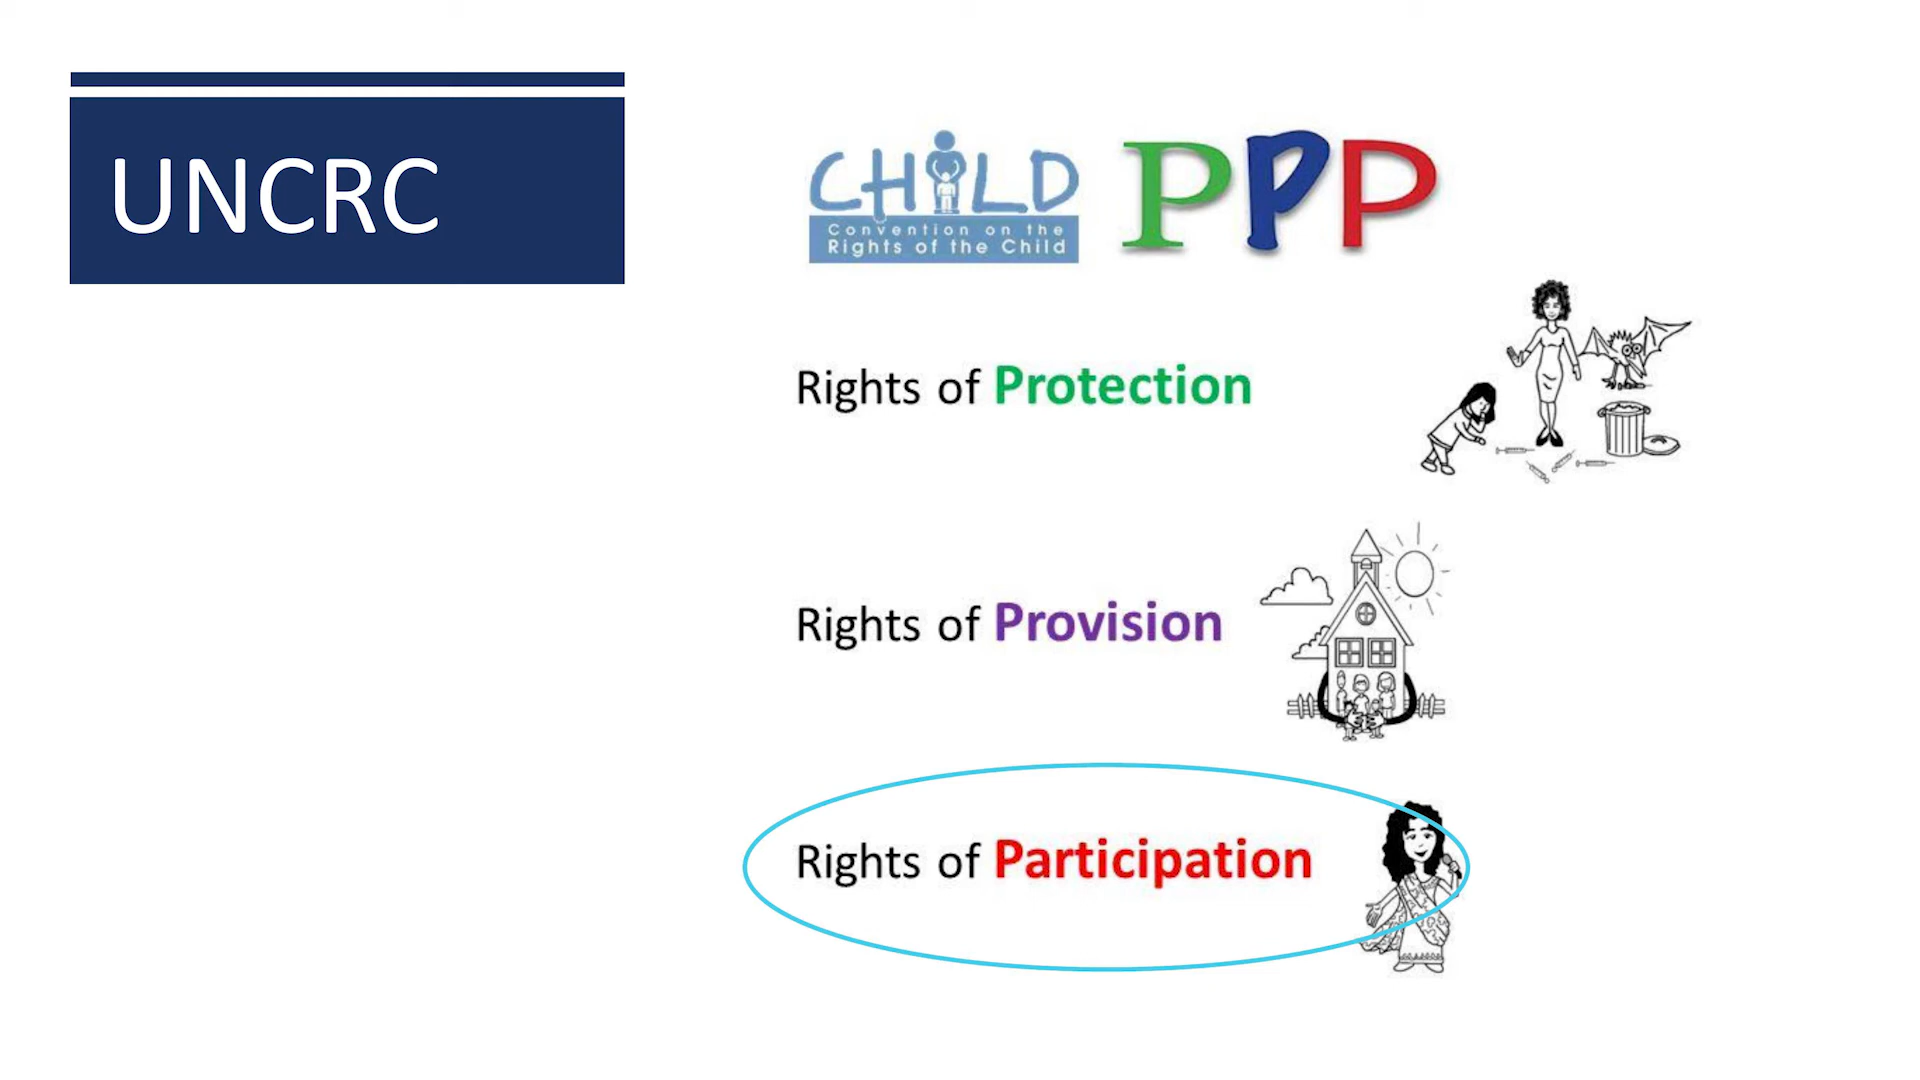 UNCRC
CHILD
Convention on the
Rights of the Child
PPP
Rights of Protection
Rights of Provision
Rights of Participation